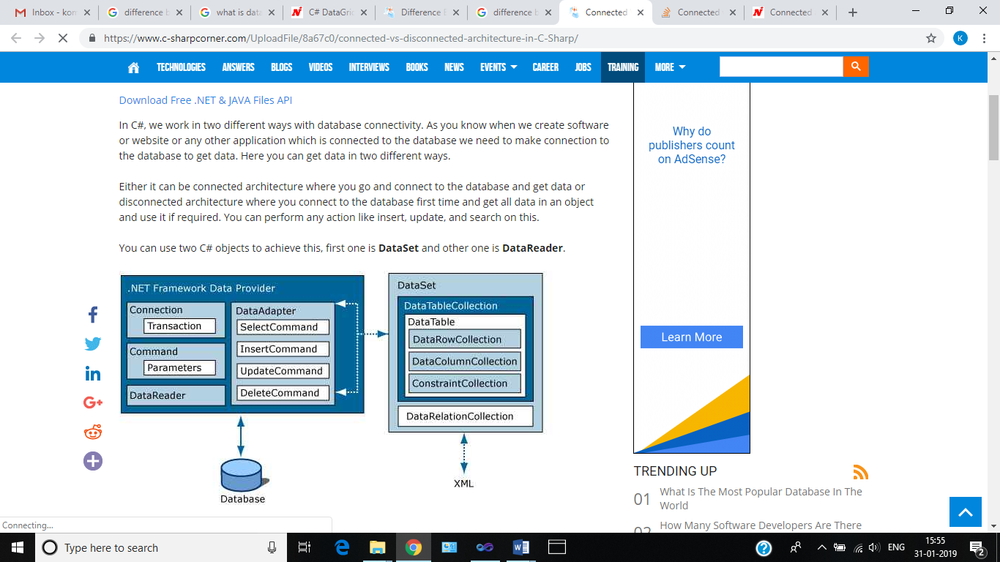 Inbox - kom
difference b
what is data
C# DataGrid
Difference B
difference b
Connected
Connected
Connected
https://www.c-sharpcorner.com/UploadFile/8a67c0/connected-vs-disconnected-architecture-in-C-Sharp/
K
TECHNOLOGIES ANSWERS BLOGS VIDEOS INTERVIEWS BOOKS NEWS EVENTS CAREER JOBS TRAINING MORE
Download Free .NET & JAVA Files API
In C#, we work in two different ways with database connectivity. As you know when we create software
or website or any other application which is connected to the database we need to make connection to
the database to get data. Here you can get data in two different ways.
Either it can be connected architecture where you go and connect to the database and get data or
disconnected architecture where you connect to the database first time and get all data in an object
and use it if required. You can perform any action like insert, update, and search on this.
You can use two C# objects to achieve this, first one is DataSet and other one is DataReader.
.NET Framework Data Provider
Connection
Transaction
Command
Parameters
DataReader
DataAdapter
SelectCommand
InsertCommand
UpdateCommand
DeleteCommand
Database
DataSet
DataTableCollection
DataTable
DataRowCollection
DataColumnCollection
ConstraintCollection
DataRelationCollection
XML
Why do
publishers count
on AdSense?
Learn More
TRENDING UP
01 What Is The Most Popular Database In The
World
02 How Many Software Developers Are There
Connecting...
Type here to search
ENG
15:55
31-01-2019
2